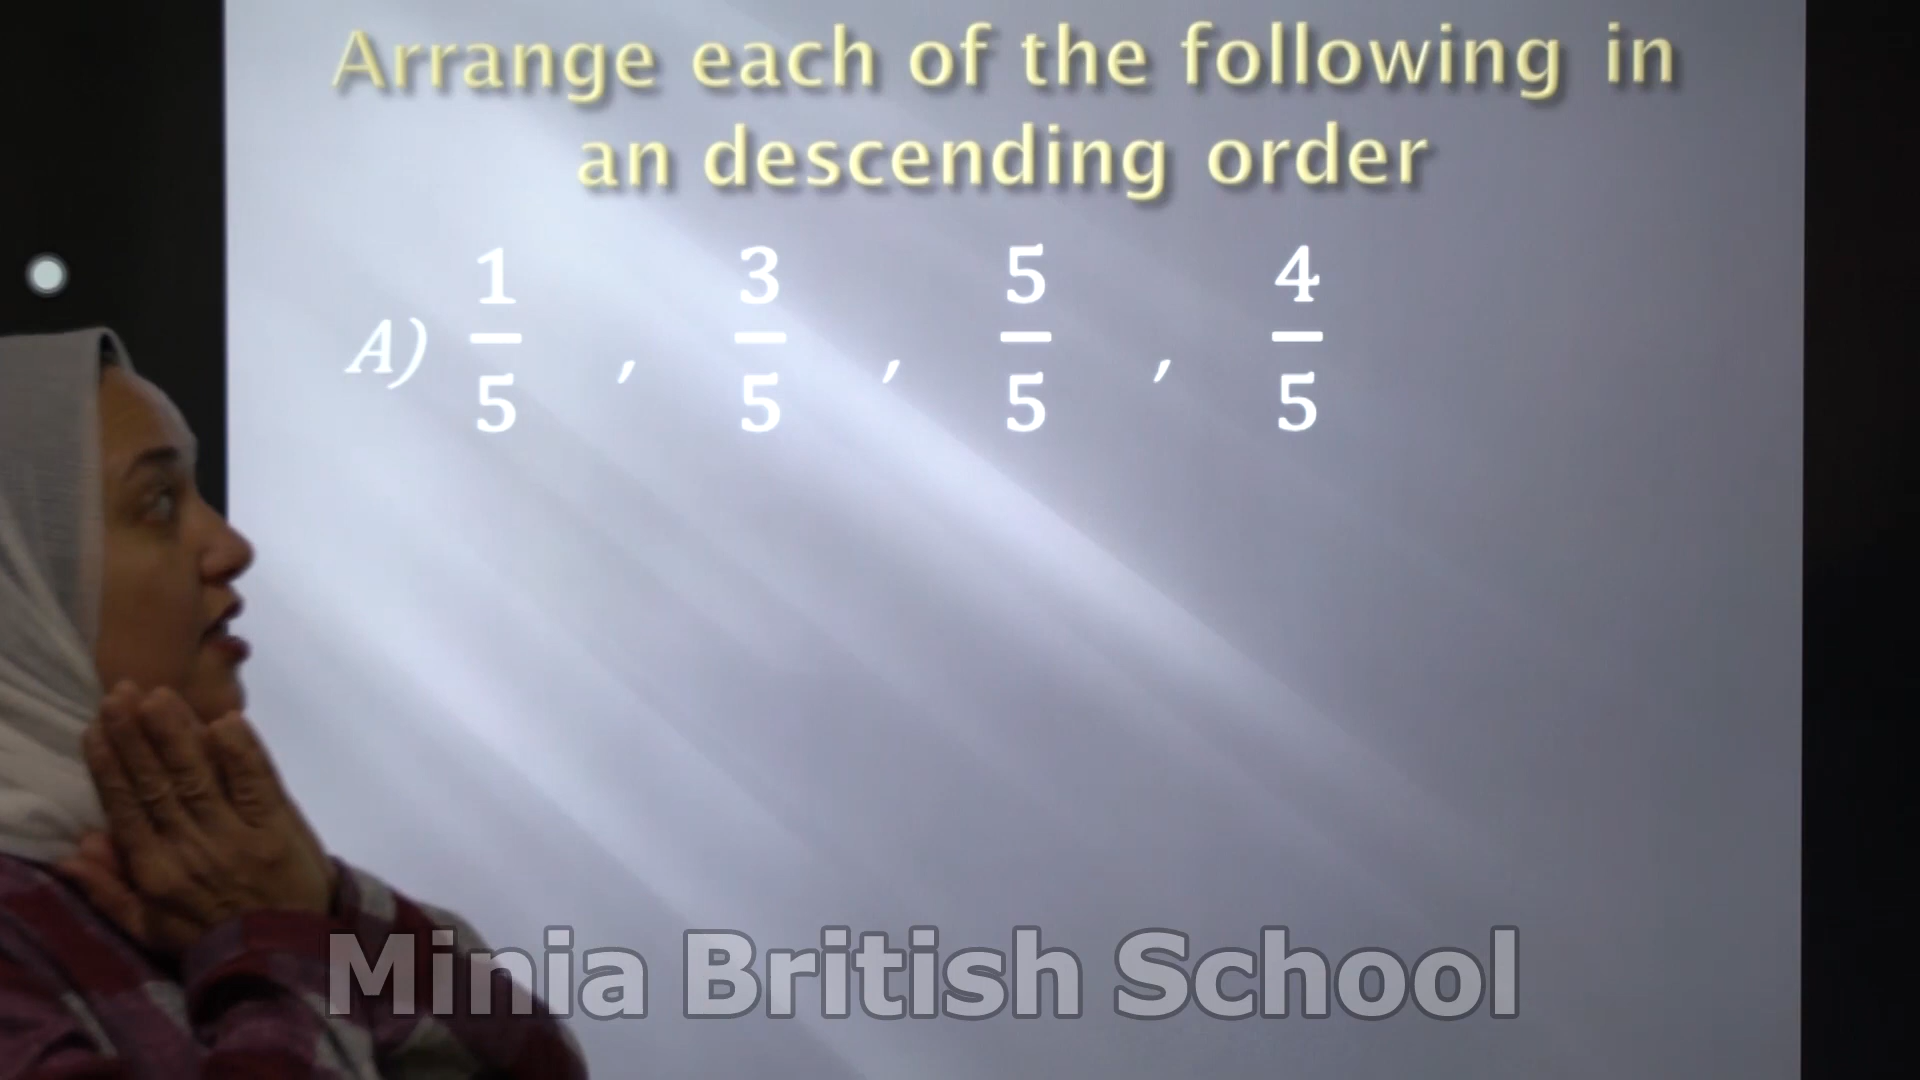 Arrange each of the following in
an descending order
A) 1/5 , 3/5 , 5/5 , 4/5
Minia British School